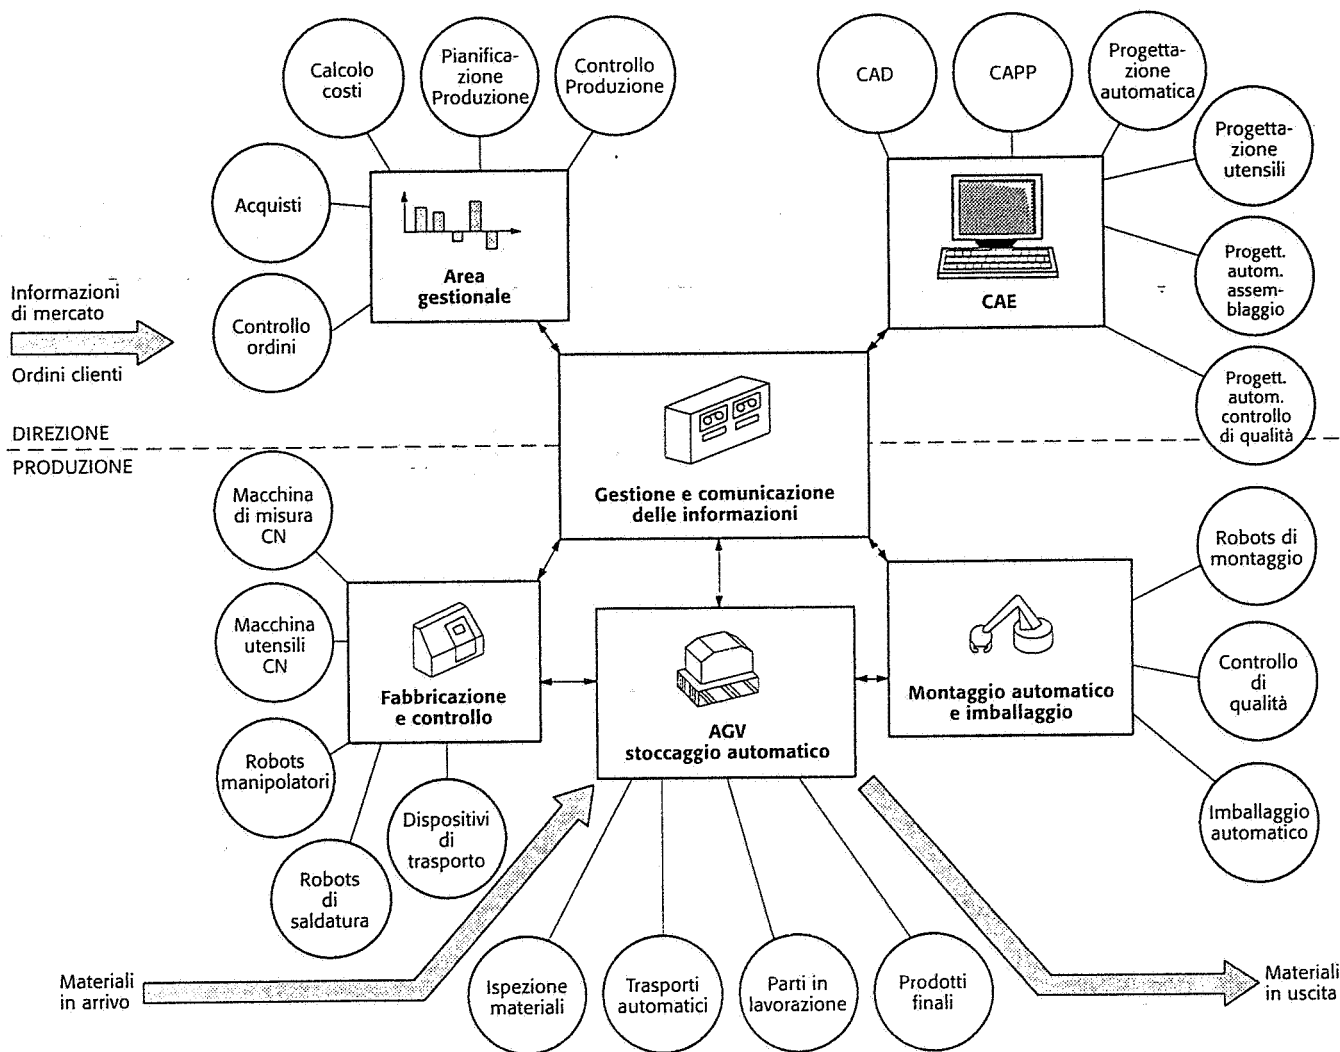 Calcolo
costi
Pianifica-
zione
Produzione
Controllo
Produzione
CAD
CAPP
Progetta-
zione
automatica
Progetta-
zione
utensili
Acquisti
Area
gestionale
CAE
Progett.
autom.
assem-
blaggio
Informazioni
di mercato
Ordini clienti
Controllo
ordini
Progett.
autom.
controllo
di qualità
DIREZIONE
PRODUZIONE
Gestione e comunicazione
delle informazioni
Macchina
di misura
CN
Macchina
utensili
CN
Robots
manipolatori
Robots
di
saldatura
Dispositivi
di
trasporto
Fabbricazione
e controllo
AGV
stoccaggio automatico
Montaggio automatico
e imballaggio
Robots di
montaggio
Controllo
di
qualità
Imballaggio
automatico
Materiali
in arrivo
Ispezione
materiali
Trasporti
automatici
Parti in
lavorazione
Prodotti
finali
Materiali
in uscita